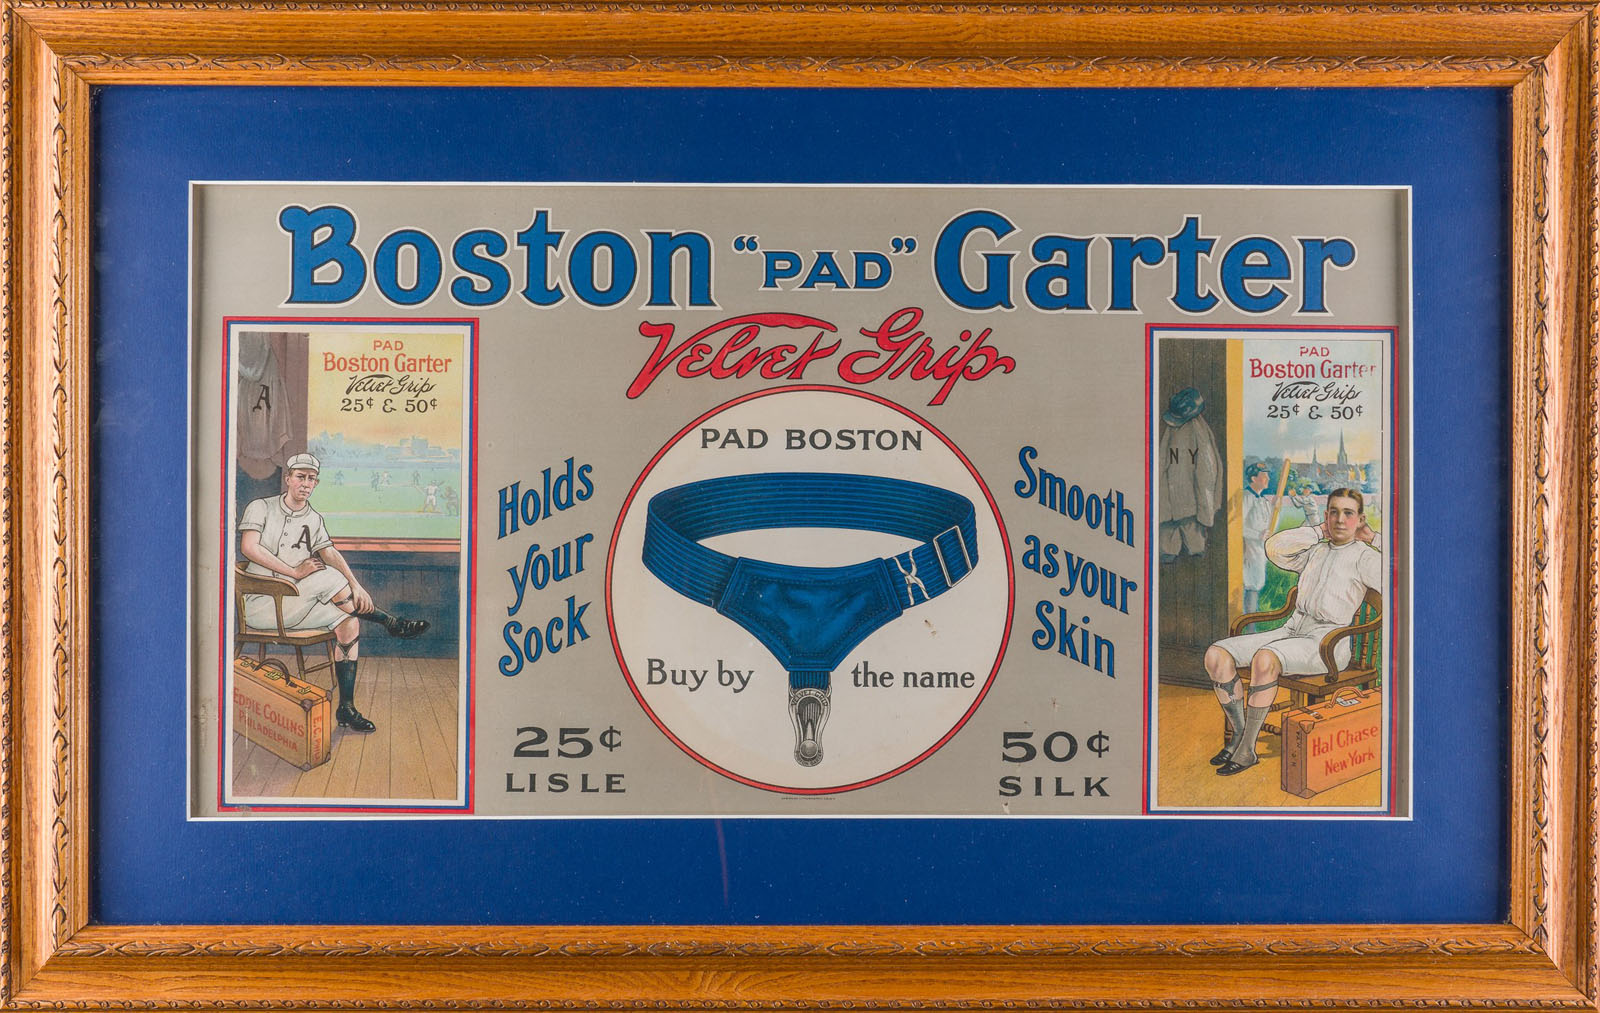 Boston "PAD" Garter
Velvet Grip
PAD
Boston Garter
Velvet Grip
25¢ & 50¢
A
A
EDDIE COLLINS
PHILADELPHIA
Holds
your
Sock
25¢
LISLE
PAD BOSTON
Buy by the name
VELVET GRIP
Smooth
as your
Skin
50¢
SILK
PAD
Boston Garter
Velvet Grip
25¢ & 50¢
NY
Hal Chase
New York